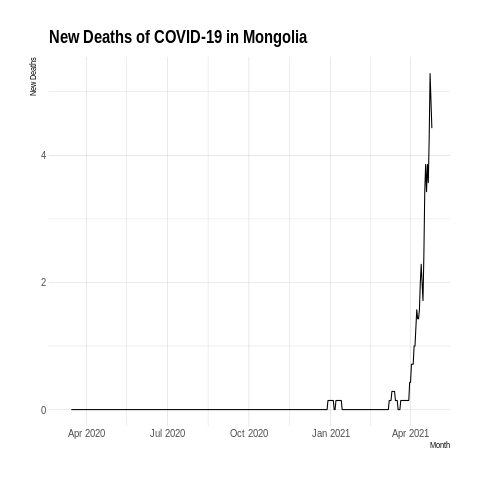 New Deaths of COVID-19 in Mongolia
New Deaths
4
2
0
Apr 2020 Jul 2020 Oct 2020 Jan 2021 Apr 2021
Month